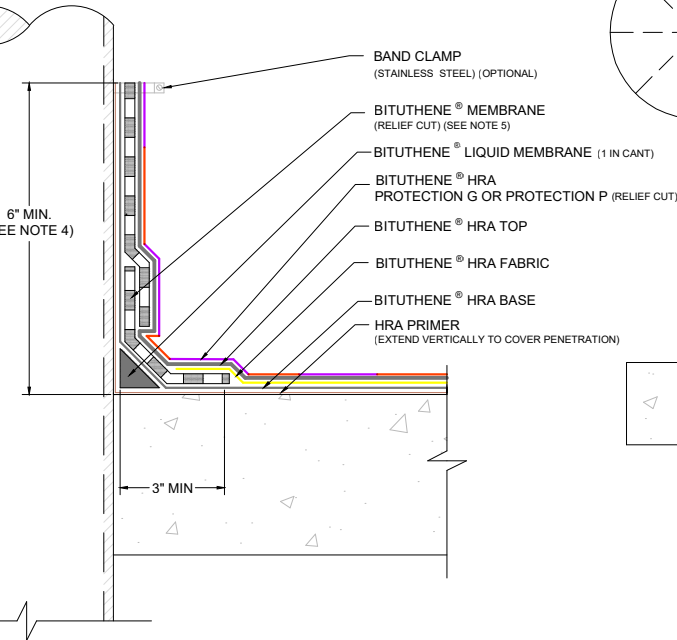 BAND CLAMP
(STAINLESS STEEL) (OPTIONAL)
BITUTHENE ® MEMBRANE
(RELIEF CUT) (SEE NOTE 5)
BITUTHENE ® LIQUID MEMBRANE (1 IN CANT)
BITUTHENE ® HRA
PROTECTION G OR PROTECTION P (RELIEF CUT)
BITUTHENE ® HRA TOP
BITUTHENE ® HRA FABRIC
BITUTHENE ® HRA BASE
HRA PRIMER
(EXTEND VERTICALLY TO COVER PENETRATION)
6" MIN.
EE NOTE 4)
3" MIN